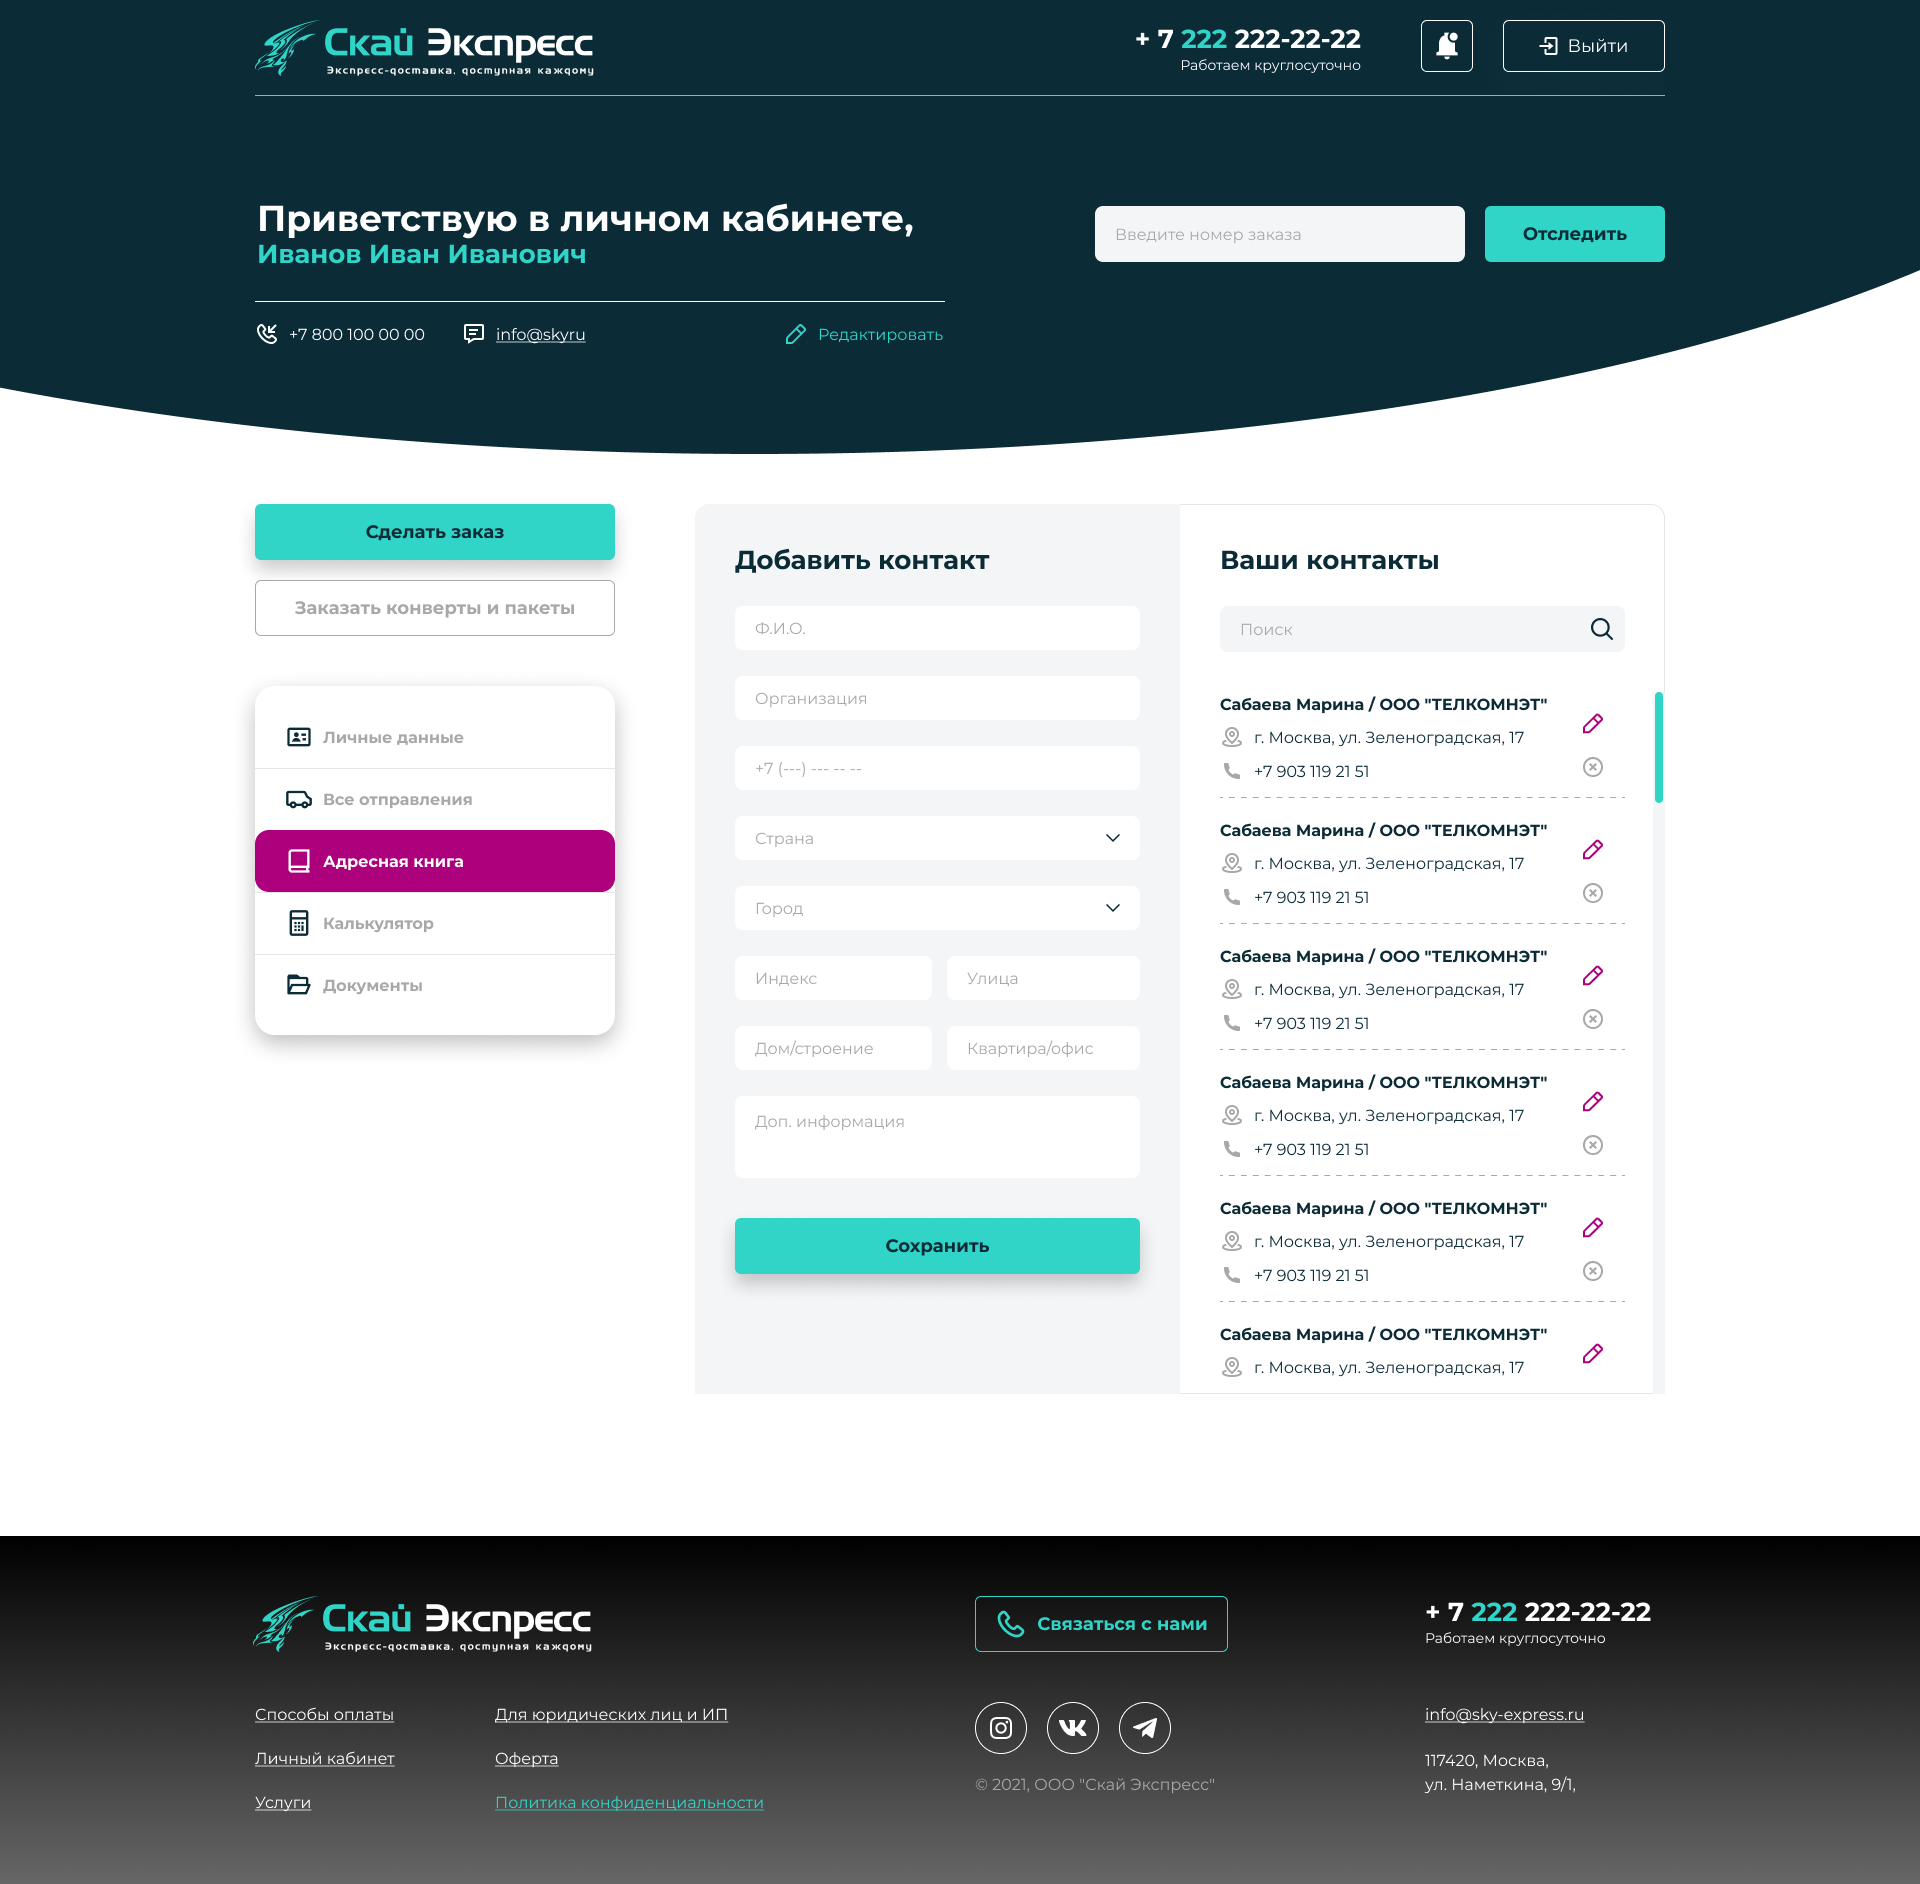 Скай Экспресс
Экспресс-доставка, доступная каждому
+ 7 222 222-22-22
Работаем круглосуточно
Выйти
Приветствую в личном кабинете,
Иванов Иван Иванович
Введите номер заказа
Отследить
+7 800 100 00 00
info@skyru
Редактировать
Сделать заказ
Заказать конверты и пакеты
Личные данные
Все отправления
Адресная книга
Калькулятор
Документы
Добавить контакт
Ф.И.О.
Организация
+7 (---) --- -- --
Страна
Город
Индекс
Улица
Дом/строение
Квартира/офис
Доп. информация
Сохранить
Ваши контакты
Поиск
Сабаева Марина / ООО "ТЕЛКОМНЭТ"
г. Москва, ул. Зеленоградская, 17
+7 903 119 21 51
Сабаева Марина / ООО "ТЕЛКОМНЭТ"
г. Москва, ул. Зеленоградская, 17
+7 903 119 21 51
Сабаева Марина / ООО "ТЕЛКОМНЭТ"
г. Москва, ул. Зеленоградская, 17
+7 903 119 21 51
Сабаева Марина / ООО "ТЕЛКОМНЭТ"
г. Москва, ул. Зеленоградская, 17
+7 903 119 21 51
Сабаева Марина / ООО "ТЕЛКОМНЭТ"
г. Москва, ул. Зеленоградская, 17
+7 903 119 21 51
Сабаева Марина / ООО "ТЕЛКОМНЭТ"
г. Москва, ул. Зеленоградская, 17
Скай Экспресс
Экспресс-доставка, доступная каждому
Способы оплаты
Личный кабинет
Услуги
Для юридических лиц и ИП
Оферта
Политика конфиденциальности
Связаться с нами
© 2021, ООО "Скай Экспресс"
+ 7 222 222-22-22
Работаем круглосуточно
info@sky-express.ru
117420, Москва,
ул. Наметкина, 9/1,